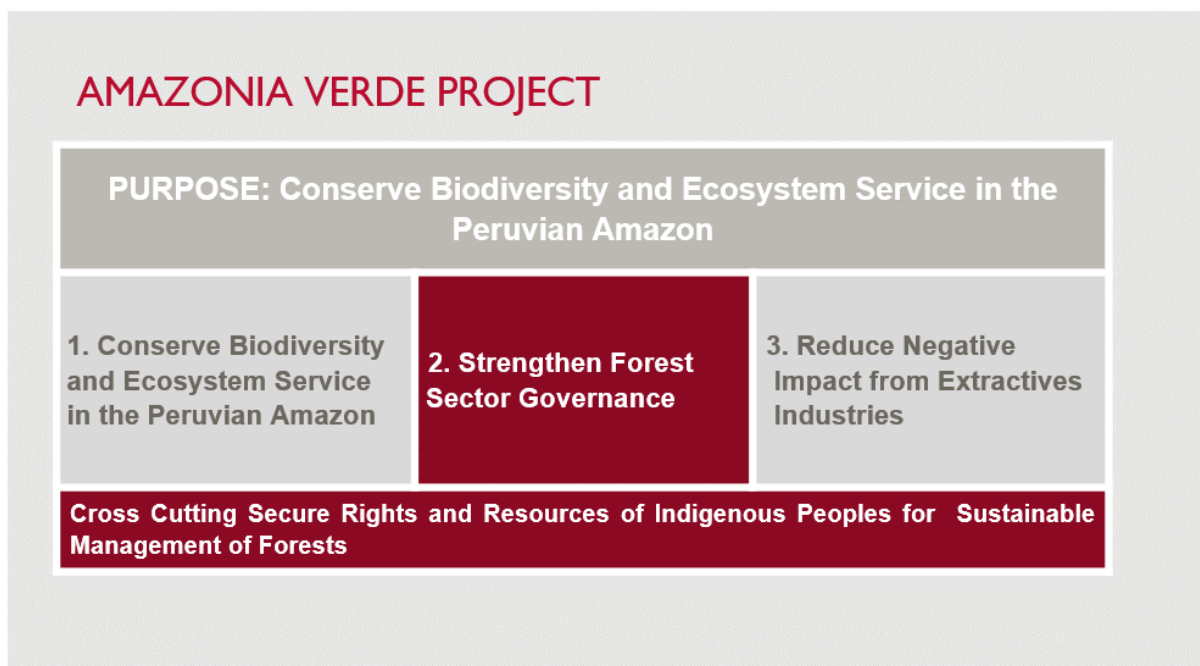 AMAZONIA VERDE PROJECT
PURPOSE: Conserve Biodiversity and Ecosystem Service in the
Peruvian Amazon
1. Conserve Biodiversity
and Ecosystem Service
in the Peruvian Amazon
2. Strengthen Forest
Sector Governance
3. Reduce Negative
Impact from Extractives
Industries
Cross Cutting Secure Rights and Resources of Indigenous Peoples for Sustainable
Management of Forests